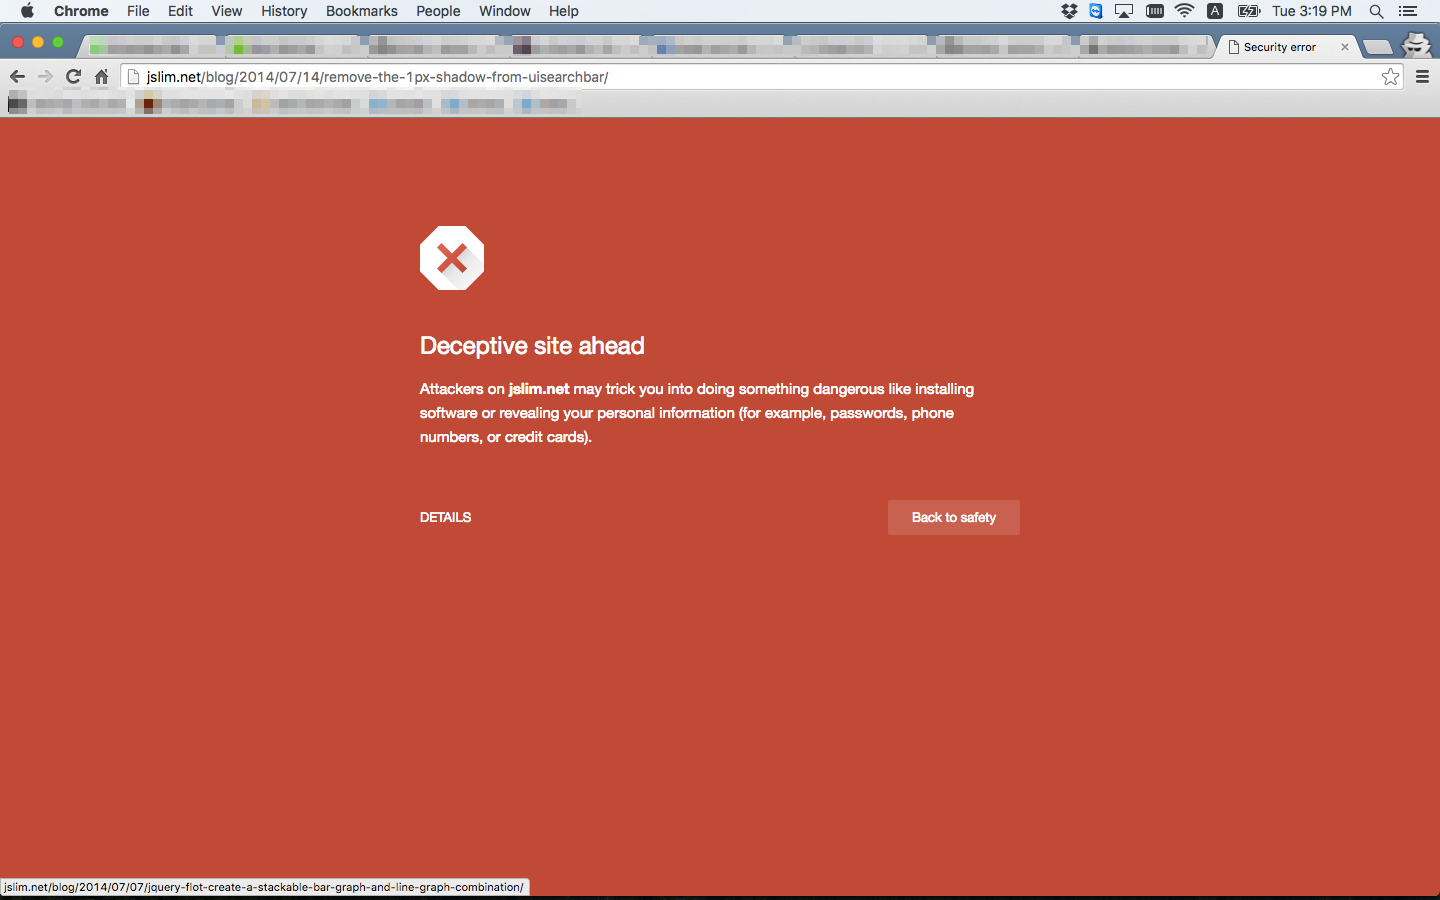 Chrome File Edit View History Bookmarks People Window Help A Tue 3:19 PM
Security error
jslim.net/blog/2014/07/14/remove-the-1px-shadow-from-uisearchbar/
Deceptive site ahead
Attackers on jslim.net may trick you into doing something dangerous like installing
software or revealing your personal information (for example, passwords, phone
numbers, or credit cards).
DETAILS Back to safety
jslim.net/blog/2014/07/07/jquery-flot-create-a-stackable-bar-graph-and-line-graph-combination/